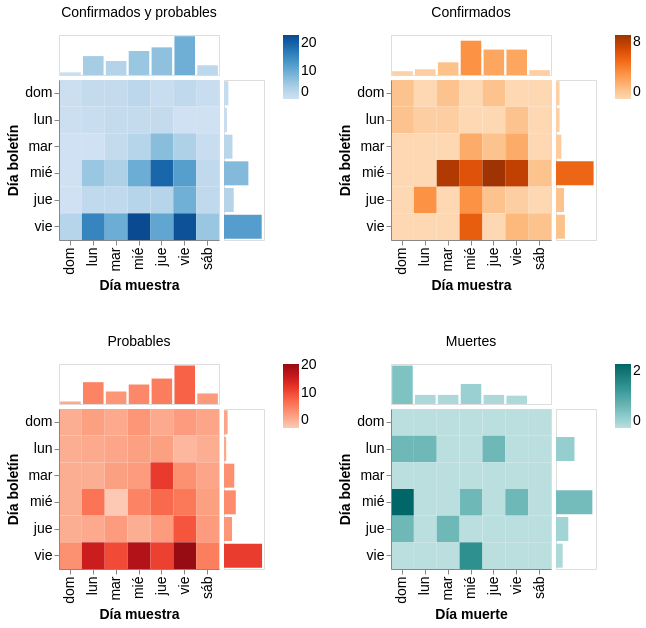 Confirmados y probables
Confirmados
20
10
0
8
0
dom
lun
mar
mié
jue
vie
Día boletín
dom
lun
mar
mié
jue
vie
sáb
Día muestra
dom
lun
mar
mié
jue
vie
Día boletín
dom
lun
mar
mié
jue
vie
sáb
Día muestra
Probables
Muertes
20
10
0
2
0
dom
lun
mar
mié
jue
vie
Día boletín
dom
lun
mar
mié
jue
vie
sáb
Día muestra
dom
lun
mar
mié
jue
vie
Día boletín
dom
lun
mar
mié
jue
vie
sáb
Día muerte